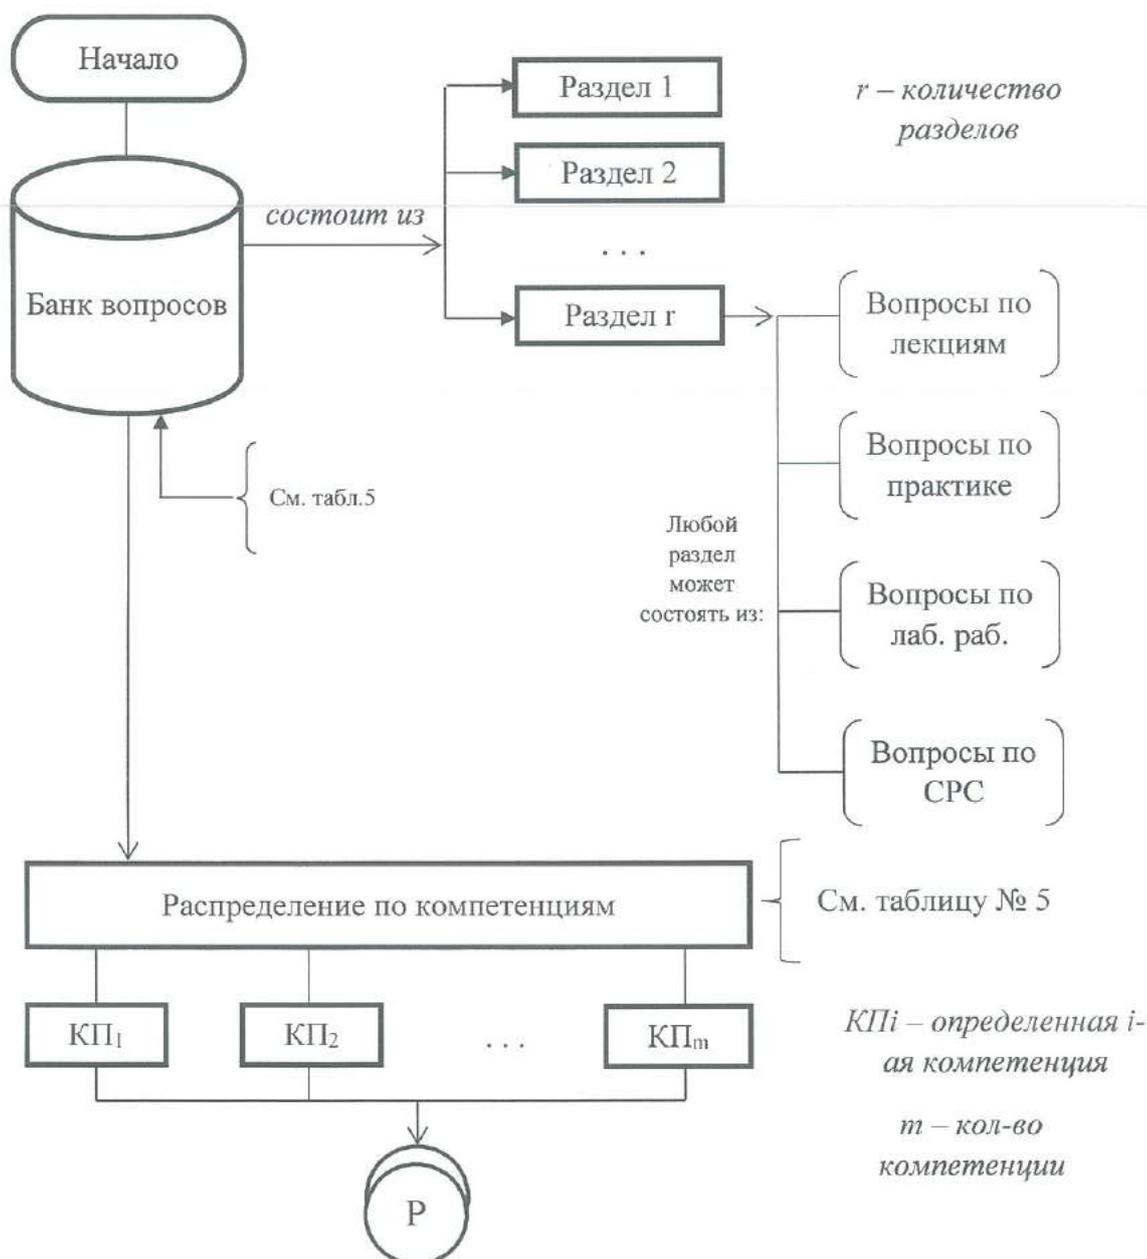 Начало
Раздел 1
r – количество
разделов
Раздел 2
состоит из
. . .
Банк вопросов
Раздел r
Вопросы по
лекциям
Вопросы по
практике
См. табл.5
Любой
раздел
может
состоять из:
Вопросы по
лаб. раб.
Вопросы по
СРС
Распределение по компетенциям
См. таблицу № 5
КП1
КП2
. . .
КПm
КПi – определенная i-
ая компетенция
m – кол-во
компетенции
Р